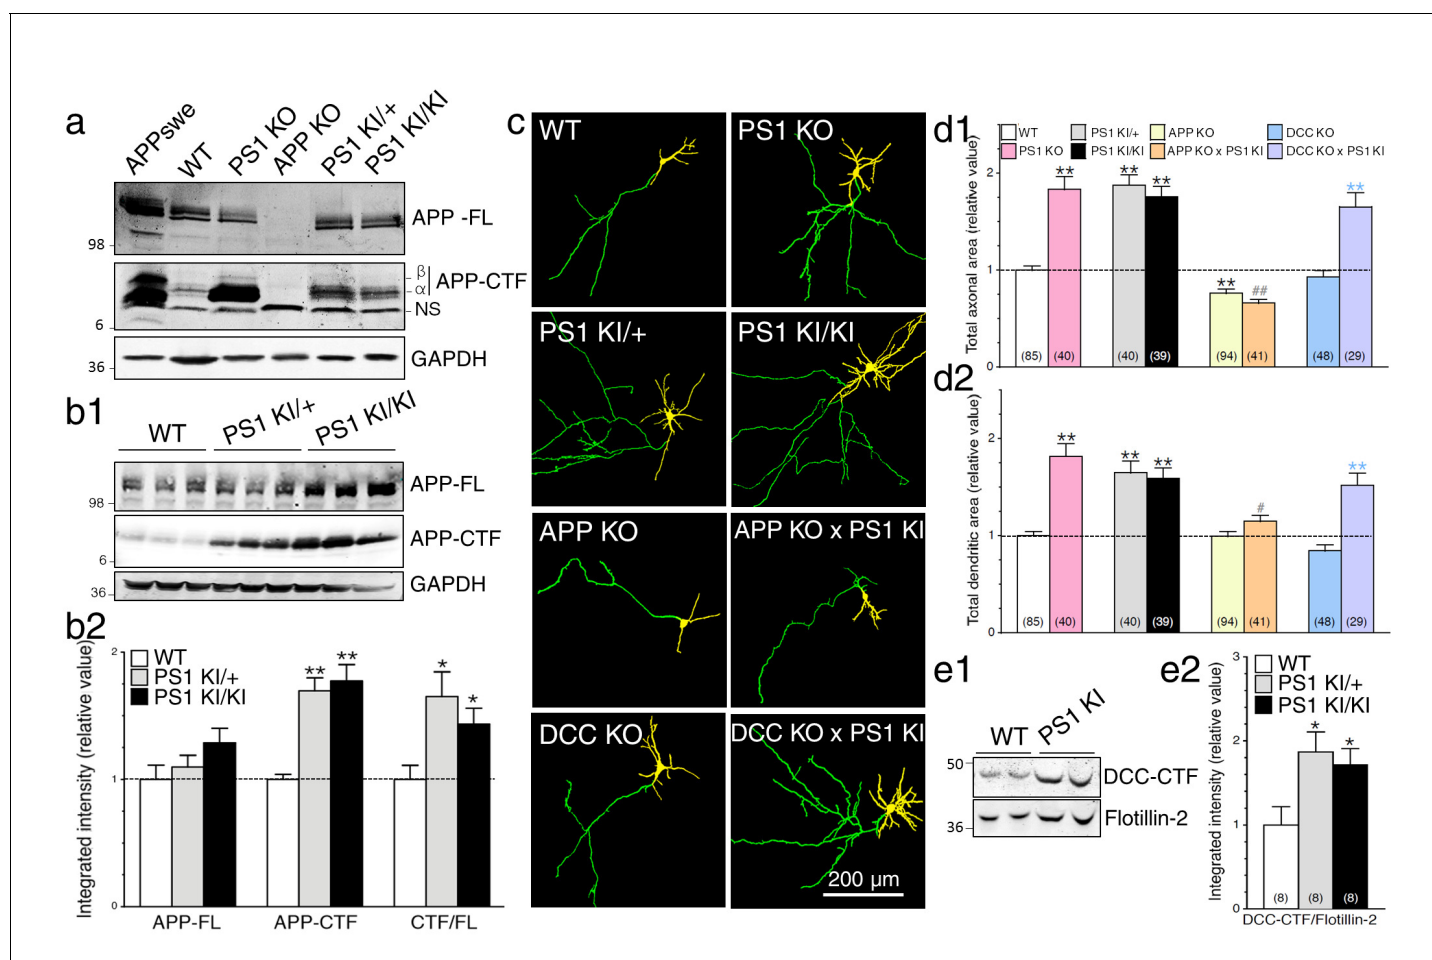 a
APPswe
WT
PS1 KO
APP KO
PS1 KI/+
PS1 KI/KI
APP -FL
98
β
α
APP-CTF
NS
6
GAPDH
36
b1
WT
PS1 KI/+
PS1 KI/KI
APP-FL
98
APP-CTF
6
GAPDH
36
b2
Integrated intensity (relative value)
2
1
0
WT
PS1 KI/+
PS1 KI/KI
** **
* *
APP-FL APP-CTF CTF/FL
c
WT
PS1 KO
PS1 KI/+
PS1 KI/KI
APP KO
APP KO x PS1 KI
DCC KO
DCC KO x PS1 KI
200 µm
d1
Total axonal area (relative value)
WT PS1 KI/+ APP KO DCC KO
PS1 KO PS1 KI/KI APP KO x PS1 KI DCC KO x PS1 KI
2
1
0
** ** ** ** ## **
(85) (40) (40) (39) (94) (41) (48) (29)
d2
Total dendritic area (relative value)
2
1
0
** ** ** # **
(85) (40) (40) (39) (94) (41) (48) (29)
e1
WT
PS1 KI
50
DCC-CTF
36
Flotillin-2
e2
Integrated intensity (relative value)
3
2
1
0
WT
PS1 KI/+
PS1 KI/KI
* *
(8) (8) (8)
DCC-CTF/Flotillin-2